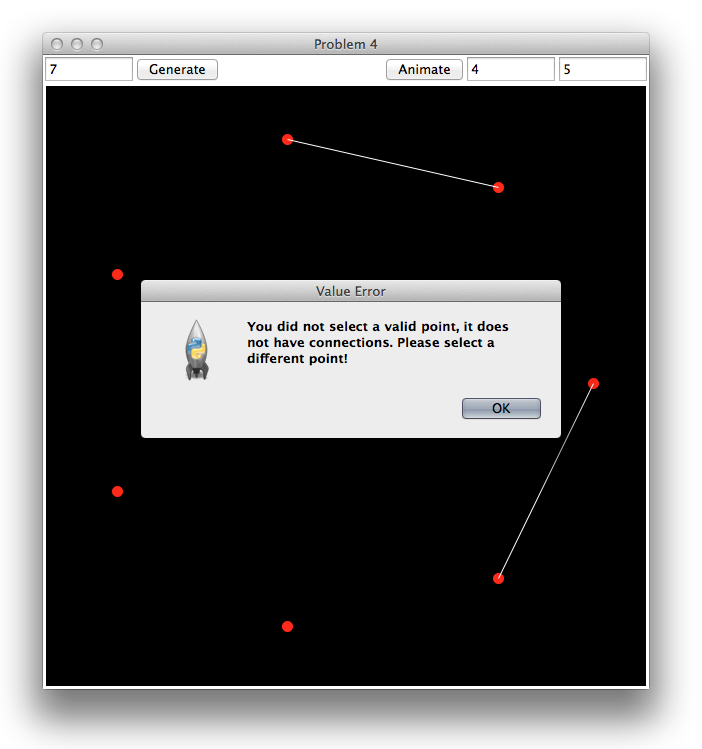 Problem 4
7 Generate Animate 4 5
Value Error
You did not select a valid point, it does
not have connections. Please select a
different point!
OK